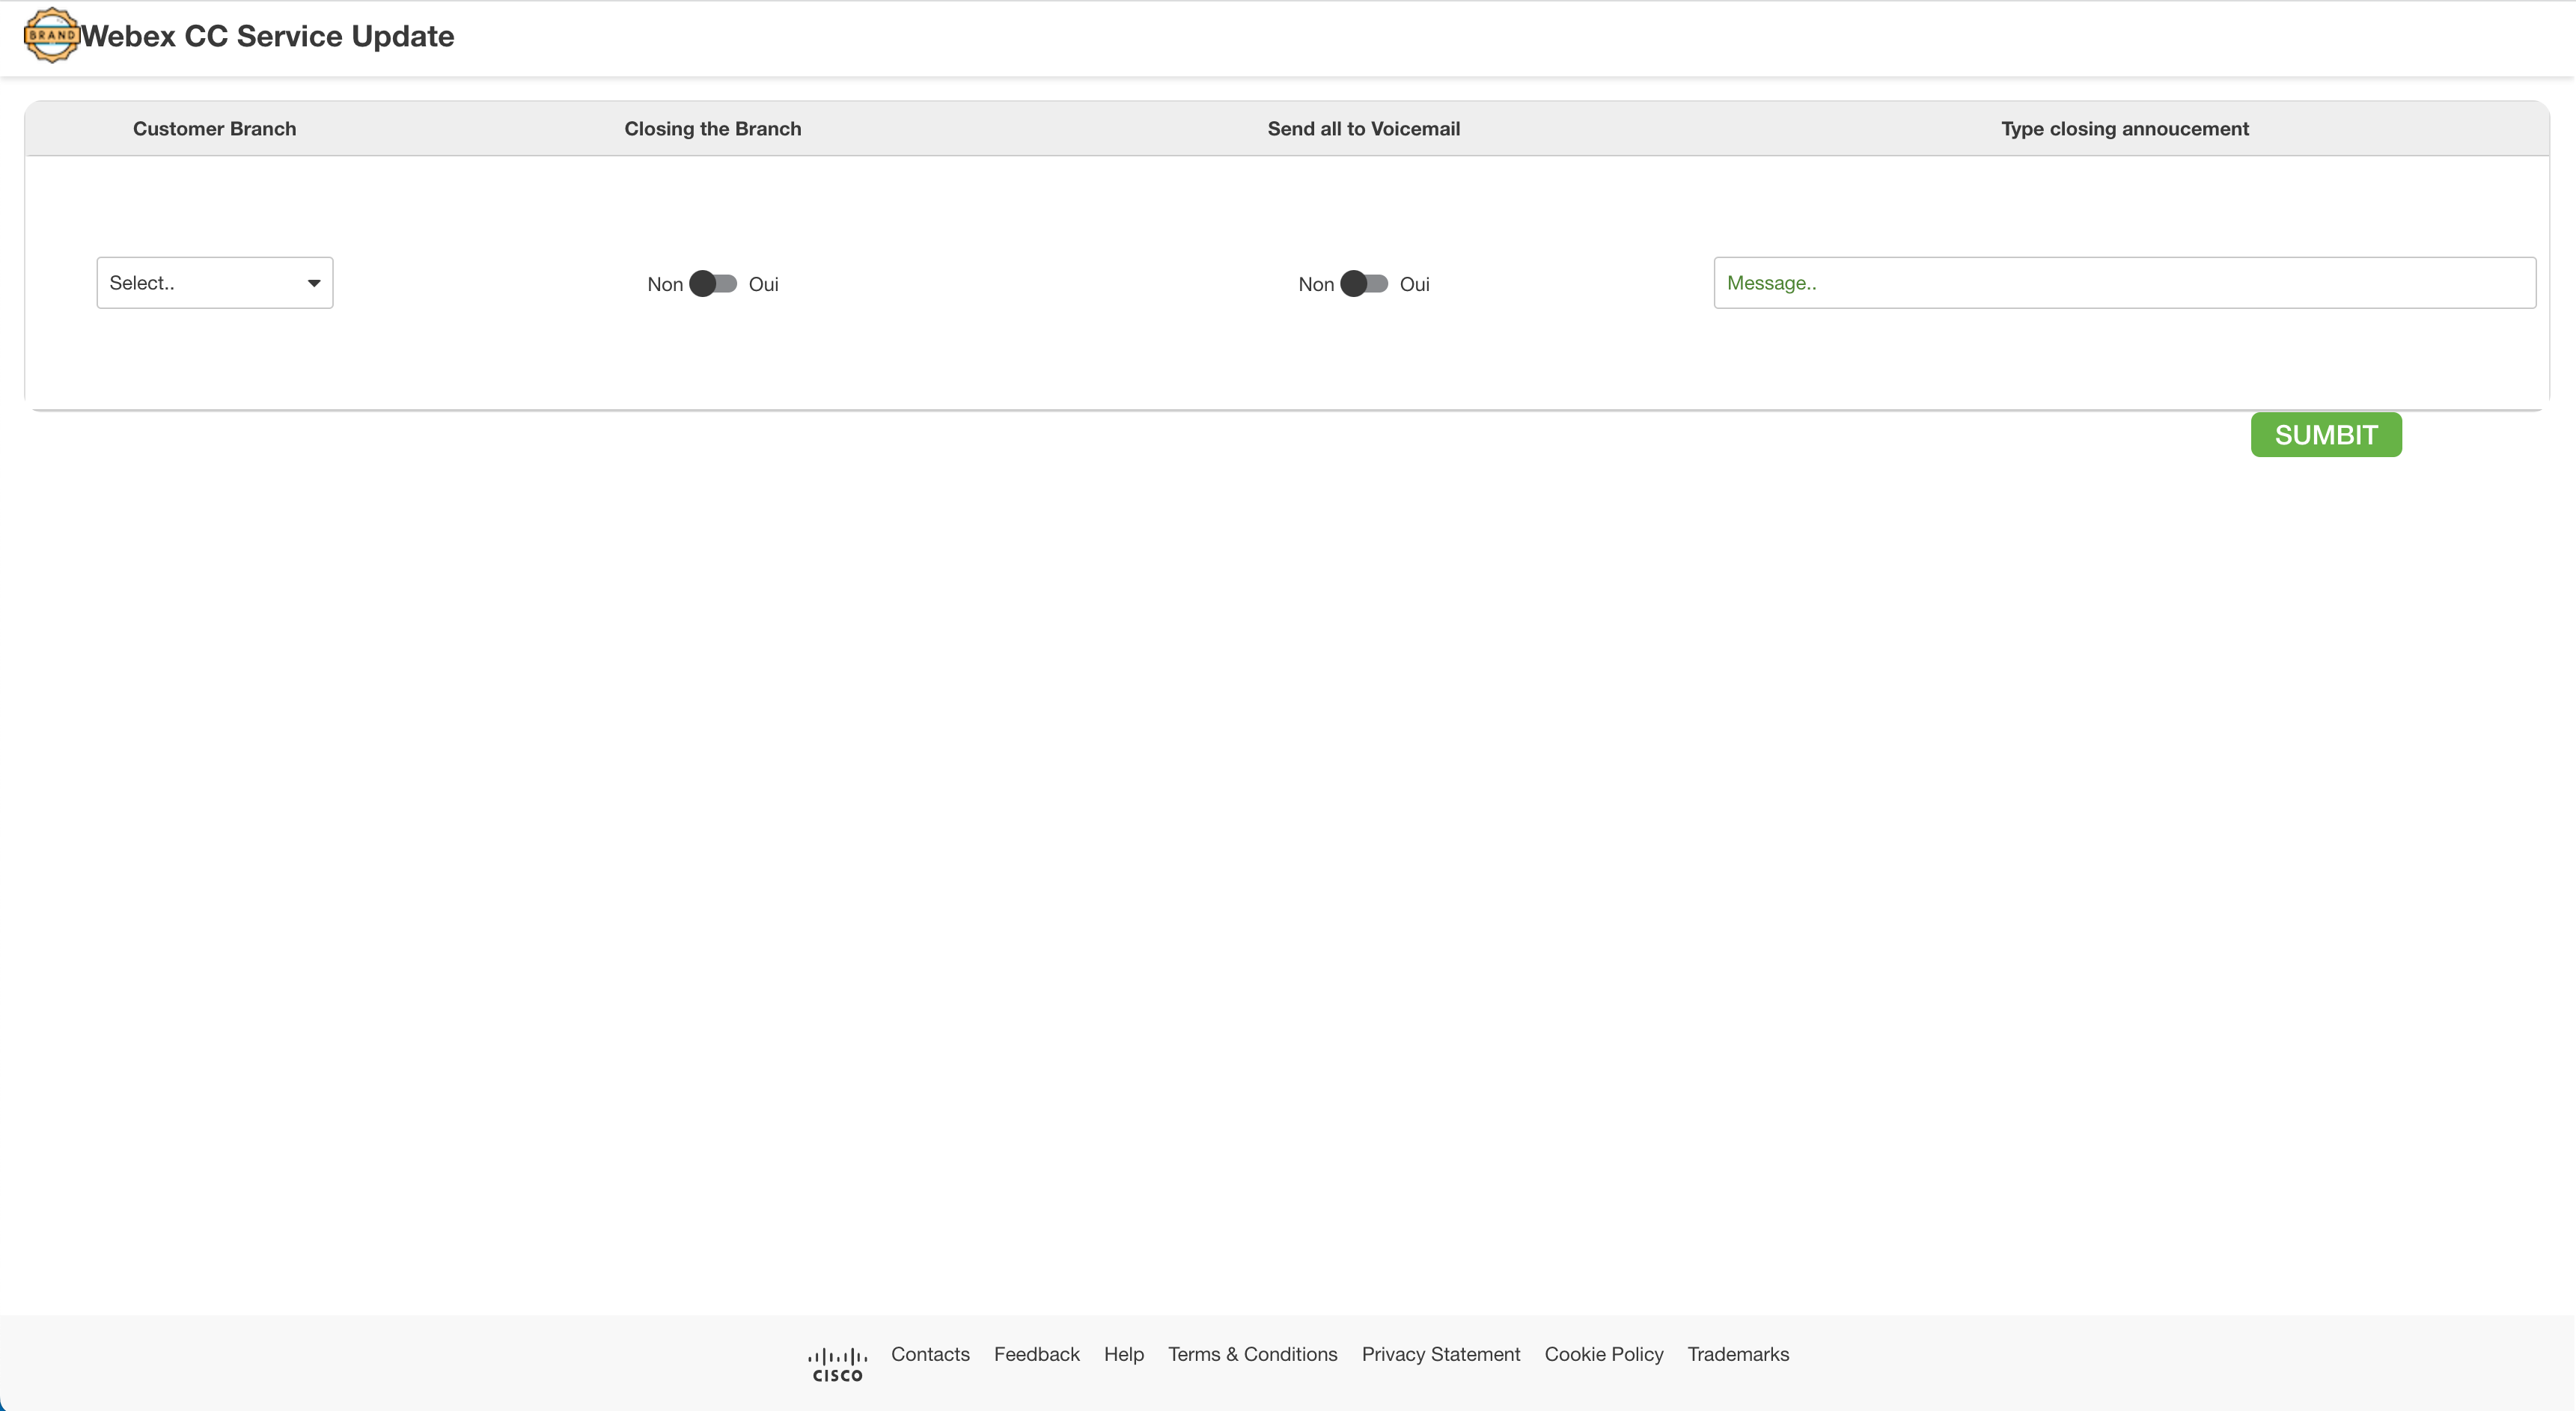 BRAND
Webex CC Service Update
Customer Branch
Closing the Branch
Send all to Voicemail
Type closing annoucement
Select..
Non Oui
Non Oui
Message..
SUMBIT
CISCO
Contacts Feedback Help Terms & Conditions Privacy Statement Cookie Policy Trademarks